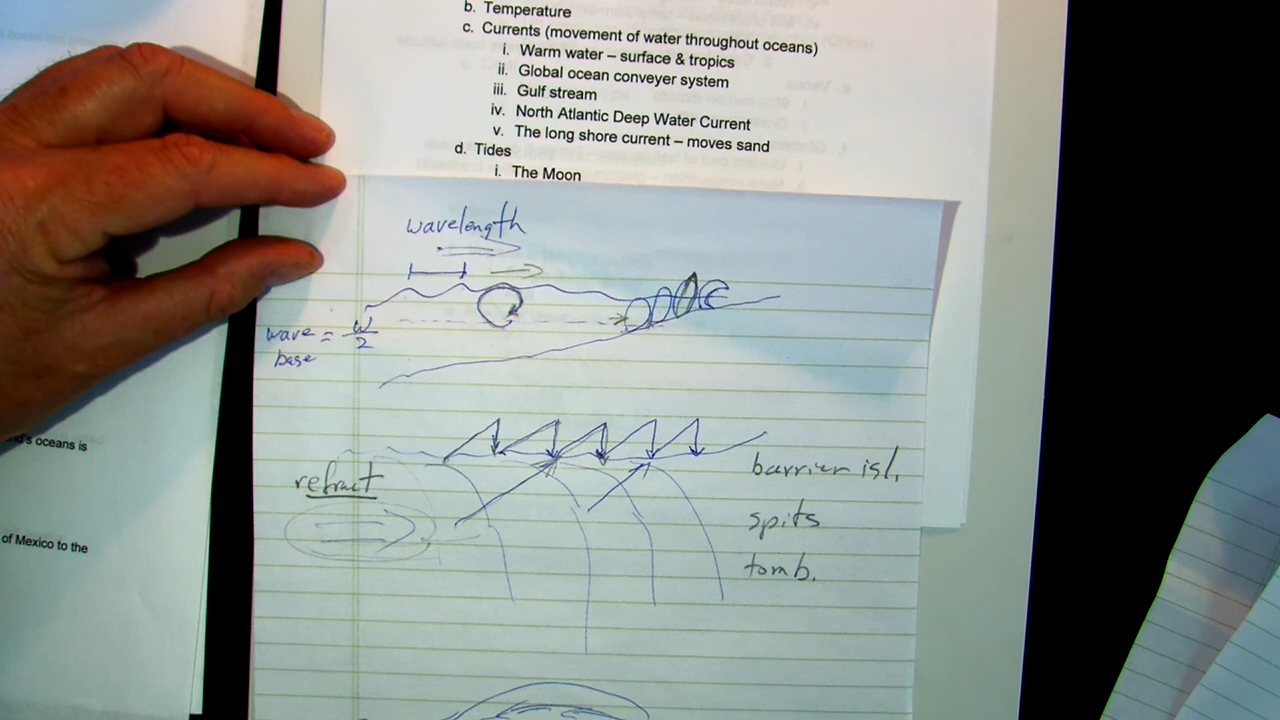 b. Temperature
c. Currents (movement of water throughout oceans)
i. Warm water – surface & tropics
ii. Global ocean conveyer system
iii. Gulf stream
iv. North Atlantic Deep Water Current
v. The long shore current – moves sand
d. Tides
i. The Moon
wavelength
wave base = W/2
refract
barrier isl.
spits
tomb.
oceans is
of Mexico to the